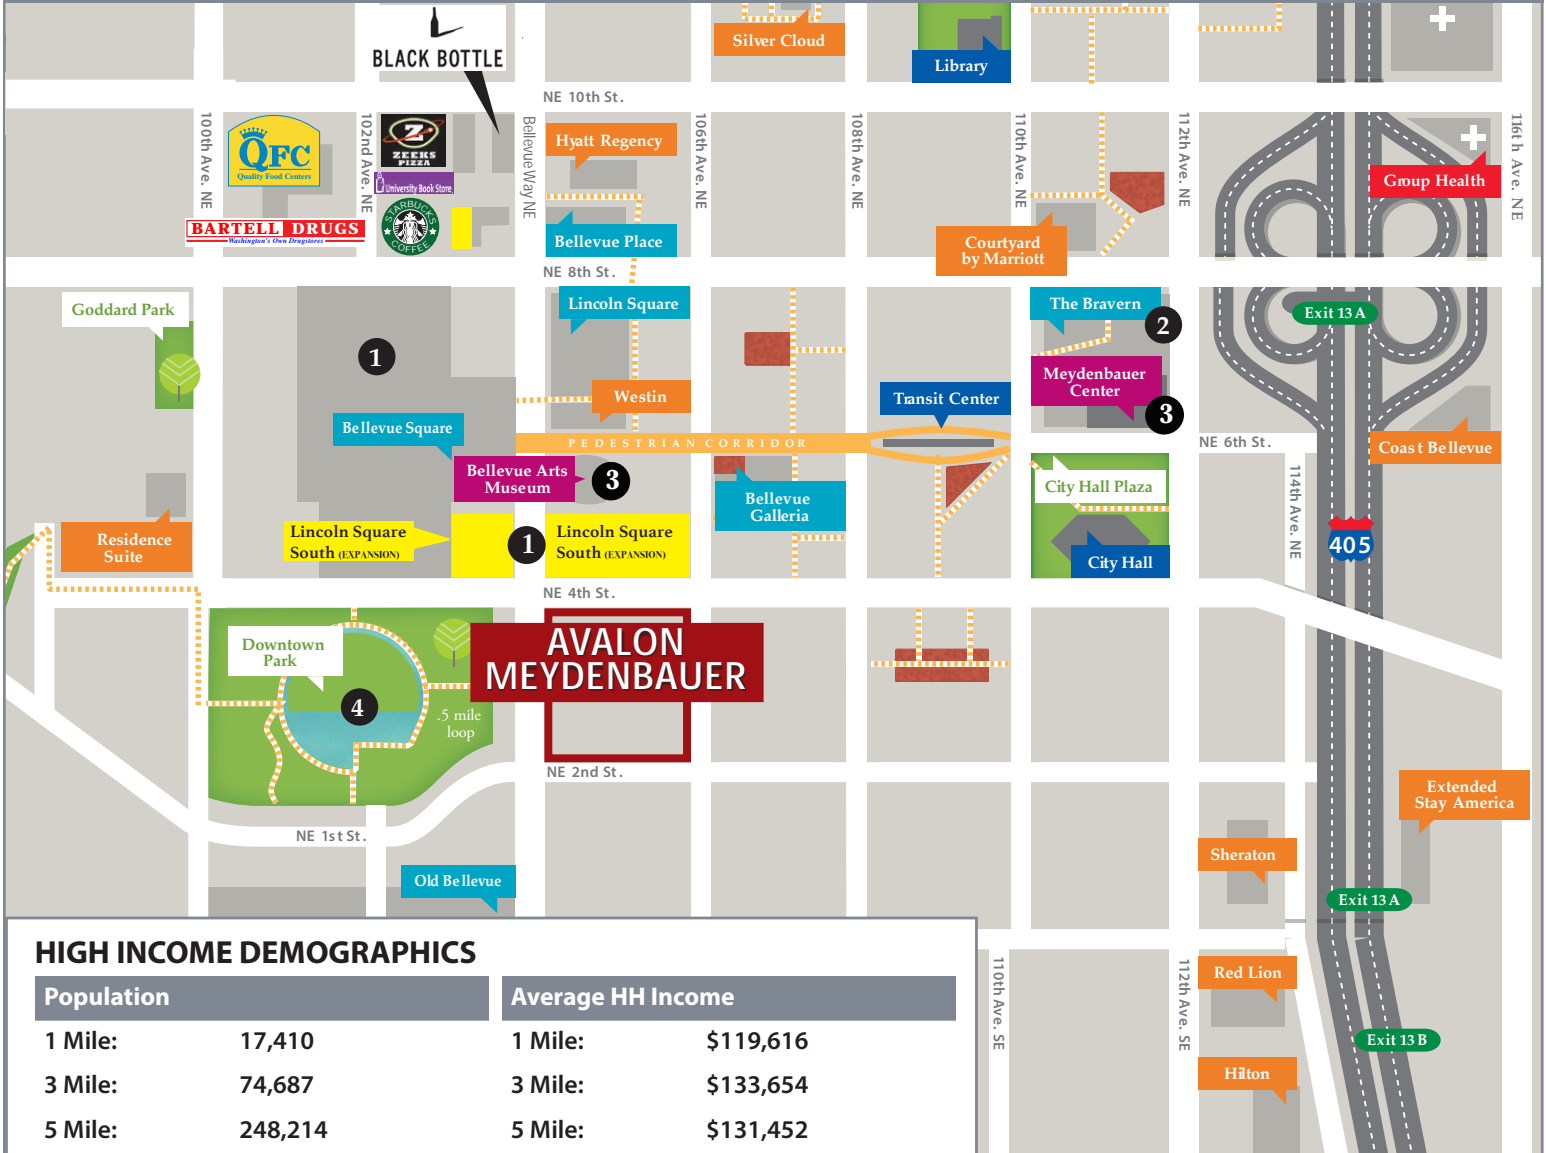 BLACK BOTTLE
Silver Cloud
Library
NE 10th St.
100th Ave. NE
102nd Ave. NE
Bellevue Way NE
106th Ave. NE
108th Ave. NE
110th Ave. NE
112th Ave. NE
116th Ave. NE
QFC
Quality Food Centers
Z
ZEEKS
PIZZA
University Book Store
STARBUCKS
COFFEE
BARTELL DRUGS
Washington's Own Drugstores
Hyatt Regency
Bellevue Place
Group Health
Courtyard
by Marriott
NE 8th St.
Goddard Park
Lincoln Square
The Bravern
2
Exit 13A
1
Meydenbauer
Center
3
Westin
Transit Center
Bellevue Square
PEDESTRIAN CORRIDOR
NE 6th St.
Coast Bellevue
Bellevue Arts
Museum
3
Bellevue
Galleria
City Hall Plaza
114th Ave. NE
Residence
Suite
Lincoln Square
South (EXPANSION)
1
Lincoln Square
South (EXPANSION)
City Hall
405
NE 4th St.
Downtown
Park
AVALON
MEYDENBAUER
4
.5 mile
loop
NE 2nd St.
Extended
Stay America
NE 1st St.
Sheraton
Old Bellevue
Exit 13A
HIGH INCOME DEMOGRAPHICS
Population
Average HH Income
1 Mile: 17,410
1 Mile: $119,616
3 Mile: 74,687
3 Mile: $133,654
5 Mile: 248,214
5 Mile: $131,452
110th Ave. SE
112th Ave. SE
Red Lion
Exit 13B
Hilton